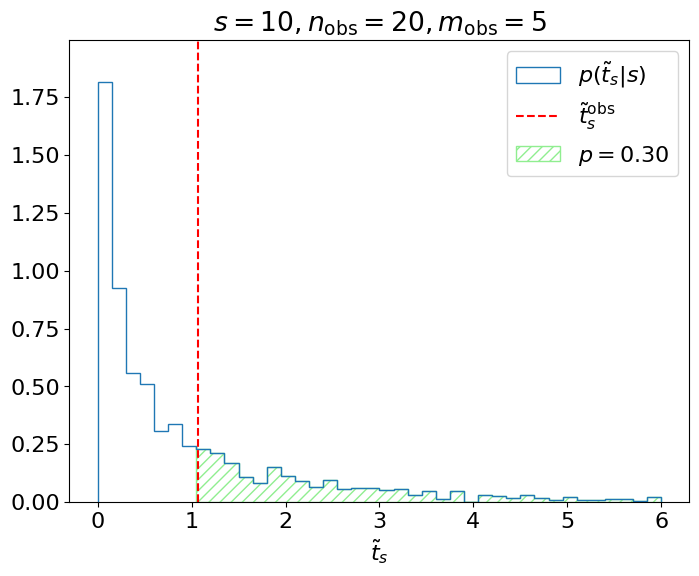 s = 10, n_obs = 20, m_obs = 5
p(t̃_s|s)
t̃_s^obs
p = 0.30
1.75
1.50
1.25
1.00
0.75
0.50
0.25
0.00
0 1 2 3 4 5 6
t̃_s